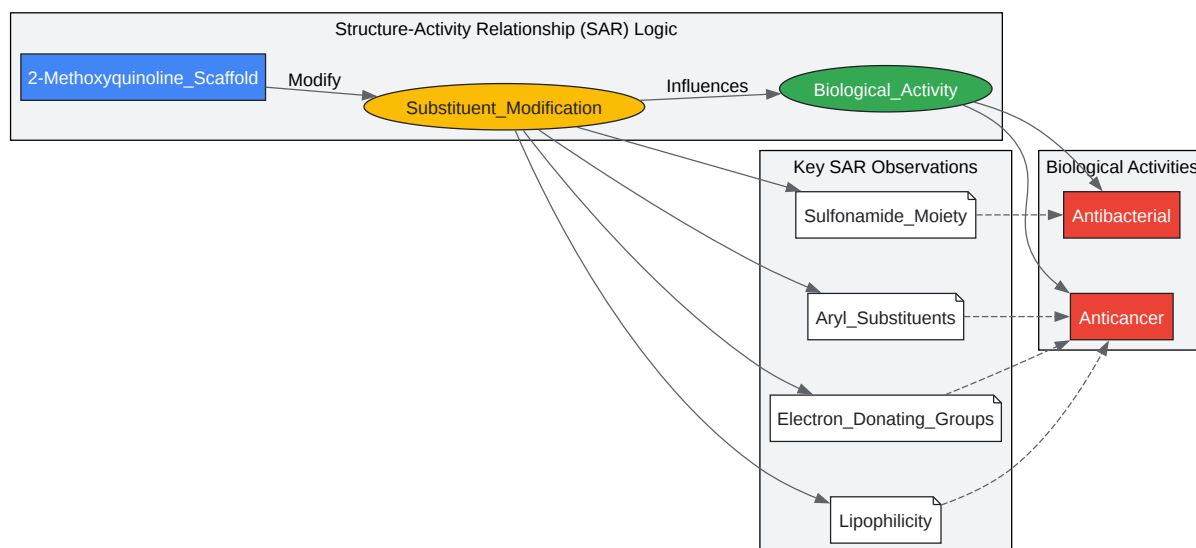 Structure-Activity Relationship (SAR) Logic
2-Methoxyquinoline_Scaffold
Modify
Substituent_Modification
Influences
Biological_Activity
Key SAR Observations
Biological Activities
Sulfonamide_Moiety
Antibacterial
Aryl_Substituents
Anticancer
Electron_Donating_Groups
Lipophilicity